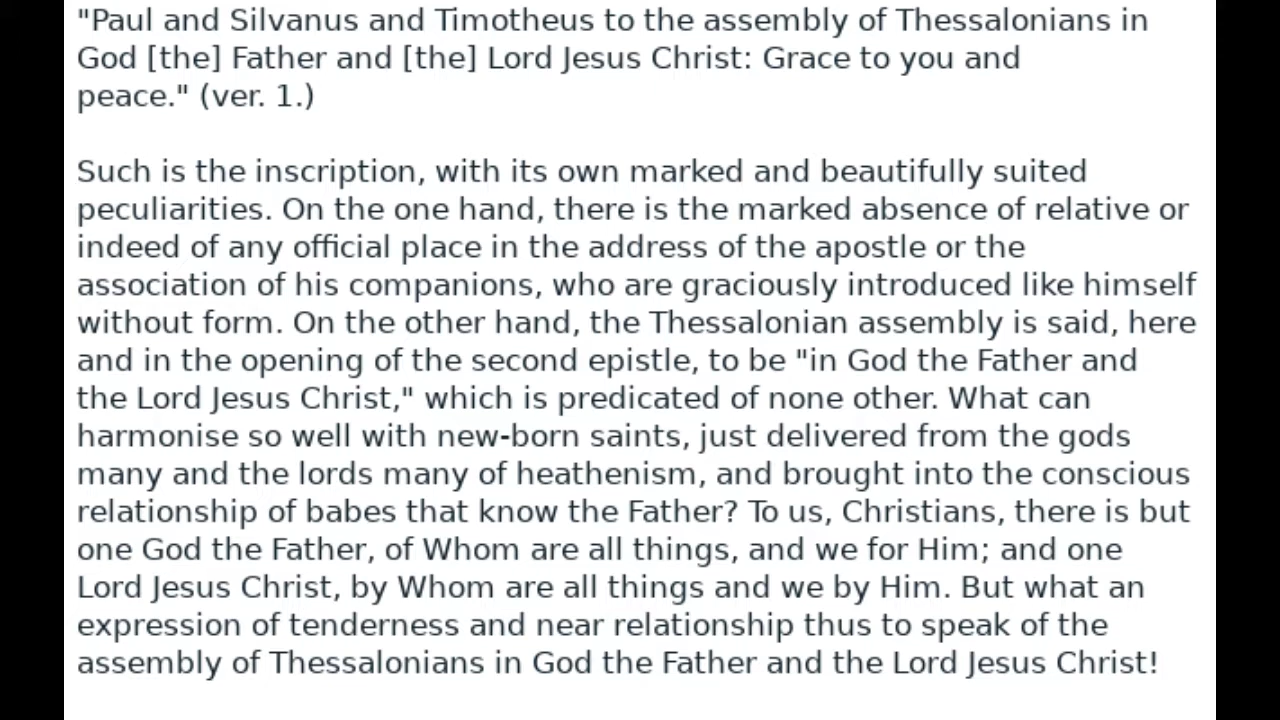 "Paul and Silvanus and Timotheus to the assembly of Thessalonians in
God [the] Father and [the] Lord Jesus Christ: Grace to you and
peace." (ver. 1.)
Such is the inscription, with its own marked and beautifully suited
peculiarities. On the one hand, there is the marked absence of relative or
indeed of any official place in the address of the apostle or the
association of his companions, who are graciously introduced like himself
without form. On the other hand, the Thessalonian assembly is said, here
and in the opening of the second epistle, to be "in God the Father and
the Lord Jesus Christ," which is predicated of none other. What can
harmonise so well with new-born saints, just delivered from the gods
many and the lords many of heathenism, and brought into the conscious
relationship of babes that know the Father? To us, Christians, there is but
one God the Father, of Whom are all things, and we for Him; and one
Lord Jesus Christ, by Whom are all things and we by Him. But what an
expression of tenderness and near relationship thus to speak of the
assembly of Thessalonians in God the Father and the Lord Jesus Christ!